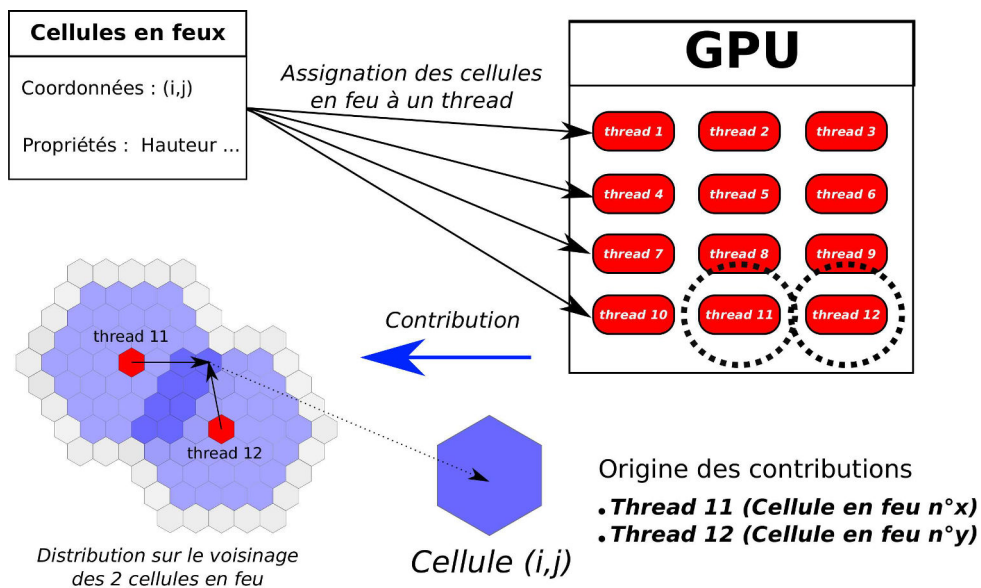 Cellules en feux
Coordonnées : (i,j)
Propriétés : Hauteur ...
Assignation des cellules
en feu à un thread
GPU
thread 1
thread 2
thread 3
thread 4
thread 5
thread 6
thread 7
thread 8
thread 9
thread 10
thread 11
thread 12
Contribution
thread 11
thread 12
Distribution sur le voisinage
des 2 cellules en feu
Cellule (i,j)
Origine des contributions
• Thread 11 (Cellule en feu n°x)
• Thread 12 (Cellule en feu n°y)